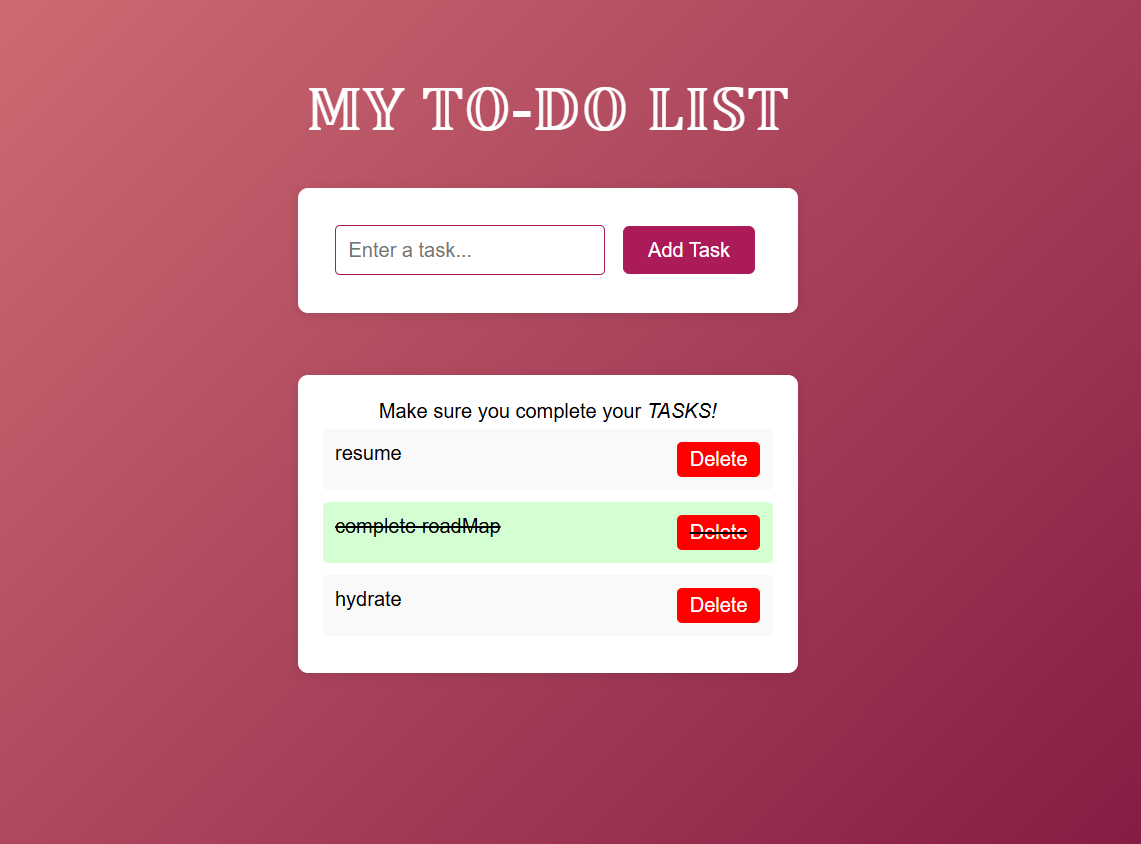 MY TO-DO LIST
Enter a task...
Add Task
Make sure you complete your TASKS!
resume
Delete
complete roadMap
Delete
hydrate
Delete